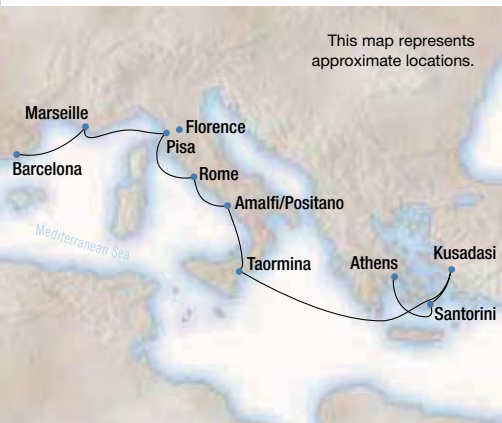 This map represents
approximate locations.
Marseille
Florence
Pisa
Barcelona
Rome
Amalfi/Positano
Mediterranean Sea
Taormina
Athens
Kusadasi
Santorini